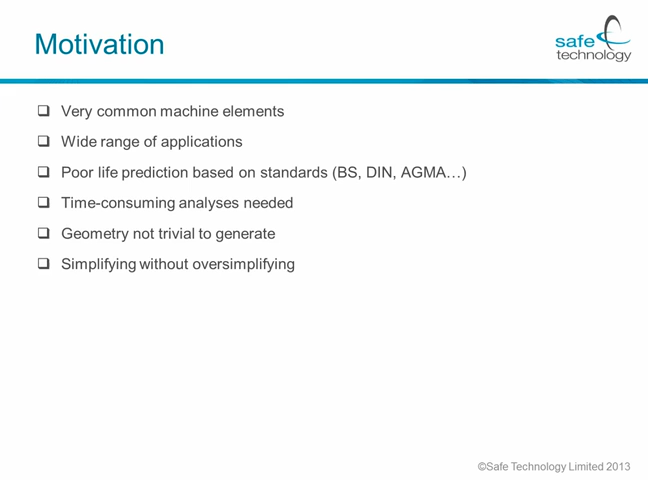 Motivation
safe
technology
Very common machine elements
Wide range of applications
Poor life prediction based on standards (BS, DIN, AGMA…)
Time-consuming analyses needed
Geometry not trivial to generate
Simplifying without oversimplifying
©Safe Technology Limited 2013